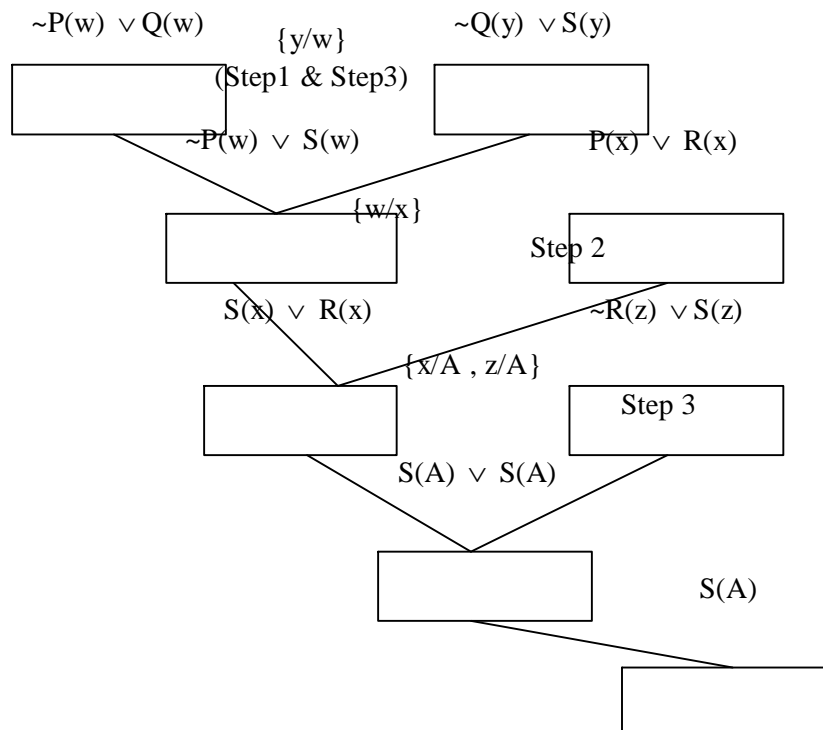 ~P(w) ∨ Q(w)
{y/w}
~Q(y) ∨ S(y)
(Step1 & Step3)
~P(w) ∨ S(w)
P(x) ∨ R(x)
{w/x}
Step 2
S(x) ∨ R(x)
~R(z) ∨ S(z)
{x/A , z/A}
Step 3
S(A) ∨ S(A)
S(A)